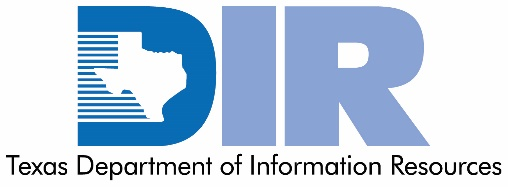 DIR
Texas Department of Information Resources